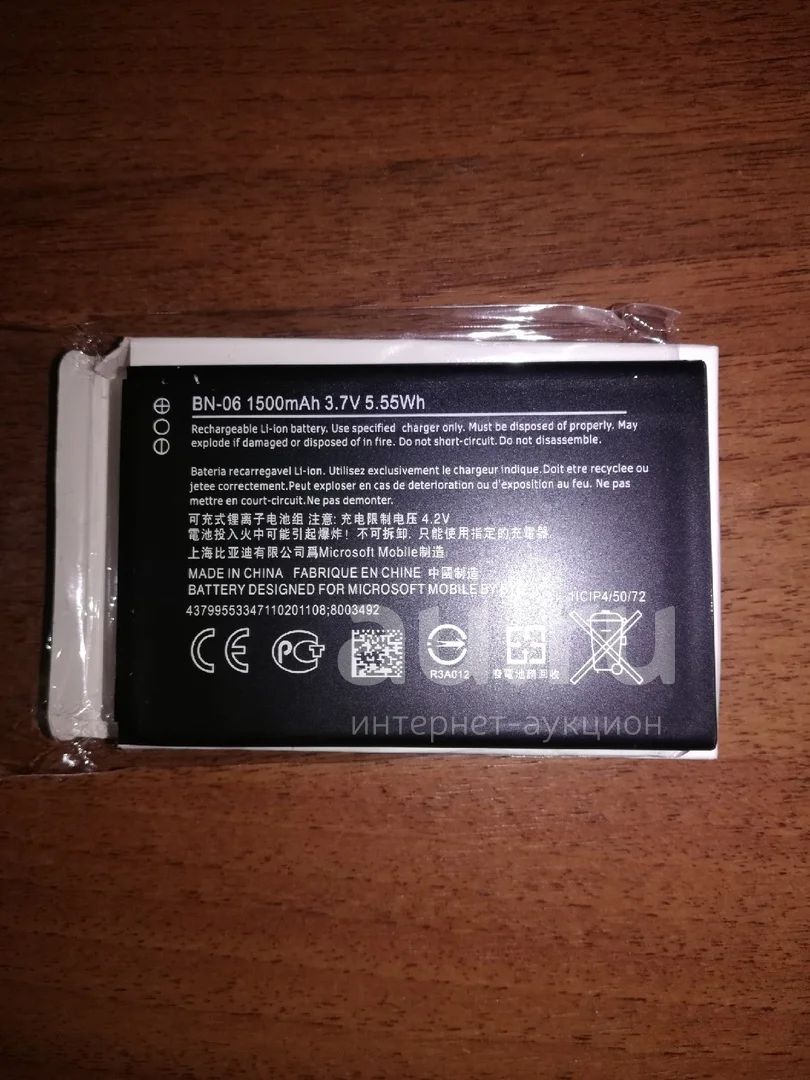 BN-06 1500mAh 3.7V 5.55Wh
Rechargeable Li-ion battery. Use specified charger only. Must be disposed of properly. May
explode if damaged or disposed of in fire. Do not short-circuit. Do not disassemble.
Bateria recarregavel Li-ion. Utilizez exclusivement le chargeur indique.Doit etre recyclee ou
jetee correctement.Peut exploser en cas de deterioration ou d'exposition au feu. Ne pas
mettre en court-circuit.Ne pas demonter.
可充式锂离子电池组 注意: 充电限制电压 4.2V
電池投入火中可能引起爆炸! 不可拆卸. 只能使用指定的充電器.
上海比亚迪有限公司爲Microsoft Mobile制造
MADE IN CHINA FABRIQUE EN CHINE 中國制造
BATTERY DESIGNED FOR MICROSOFT MOBILE BY
1ICIP4/50/72
43799553347110201108;8003492
CE PCT
R3A012
廢電池請回收
au.ru
интернет-аукцион